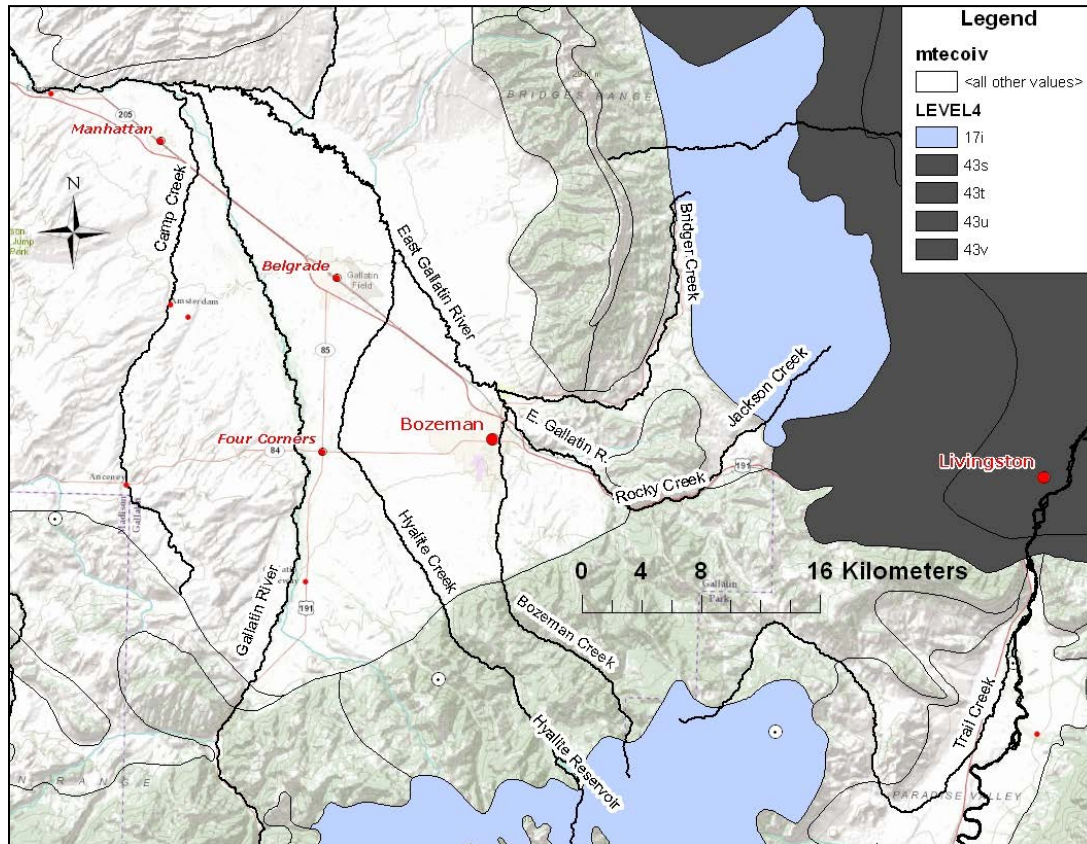 Legend
mtecoiv
<all other values>
LEVEL4
17i
43s
43t
43u
43v
BRIDGER RANGE
205
Manhattan
N
Camp Creek
Belgrade
Gallatin
Field
East Gallatin River
Bridger Creek
Amsterdam
85
Jackson Creek
Bozeman
E. Gallatin R.
Four Corners
84
191
Livingston
Rocky Creek
Anceney
Madison
Gallatin
Hyalite Creek
0 4 8 16 Kilometers
Gallatin
Park
Gallatin River
191
Bozeman Creek
Hyalite Reservoir
Trail Creek
PARADISE VALLEY
N RANGE